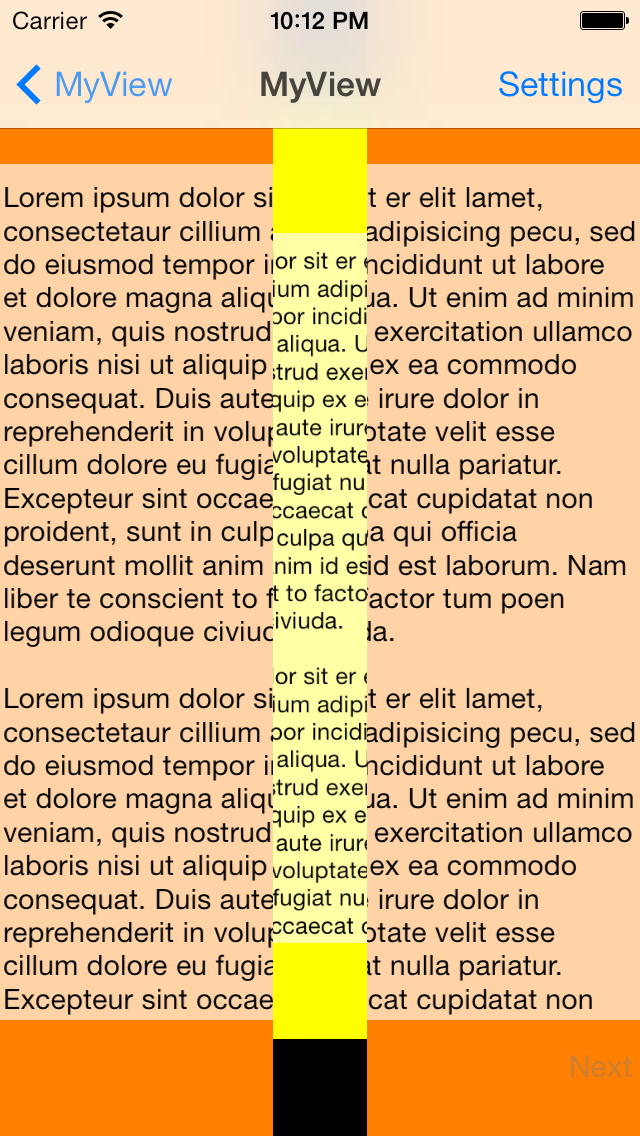 Carrier 10:12 PM
MyView MyView Settings
Lorem ipsum dolor si t er elit lamet,
consectetaur cillium adipisicing pecu, sed
or sit er
do eiusmod tempor i ncididunt ut labore
ium adipi
et dolore magna aliqu ua. Ut enim ad minim
por incidi
veniam, quis nostrud exercitation ullamco
aliqua. U
laboris nisi ut aliquip ex ea commodo
strud exer
consequat. Duis aute irure dolor in
quip ex e
reprehenderit in volup ptate velit esse
aute irure
cillum dolore eu fugia at nulla pariatur.
voluptate
fugiat nu
Excepteur sint occae cat cupidatat non
ccaecat c
proident, sunt in culp a qui officia
culpa qu
deserunt mollit anim id est laborum. Nam
nim id es
liber te conscient to f actor tum poen
t to facto
legum odioque civiud da.
iviuda.
or sit er
Lorem ipsum dolor si t er elit lamet,
ium adipi
consectetaur cillium adipisicing pecu, sed
por incidi
do eiusmod tempor i ncididunt ut labore
aliqua. U
et dolore magna aliqu ua. Ut enim ad minim
strud exer
veniam, quis nostrud exercitation ullamco
quip ex e
laboris nisi ut aliquip ex ea commodo
aute irure
consequat. Duis aute irure dolor in
voluptate
reprehenderit in volup ptate velit esse
fugiat nu
ccaecat c
cillum dolore eu fugia at nulla pariatur.
Excepteur sint occae cat cupidatat non
Next